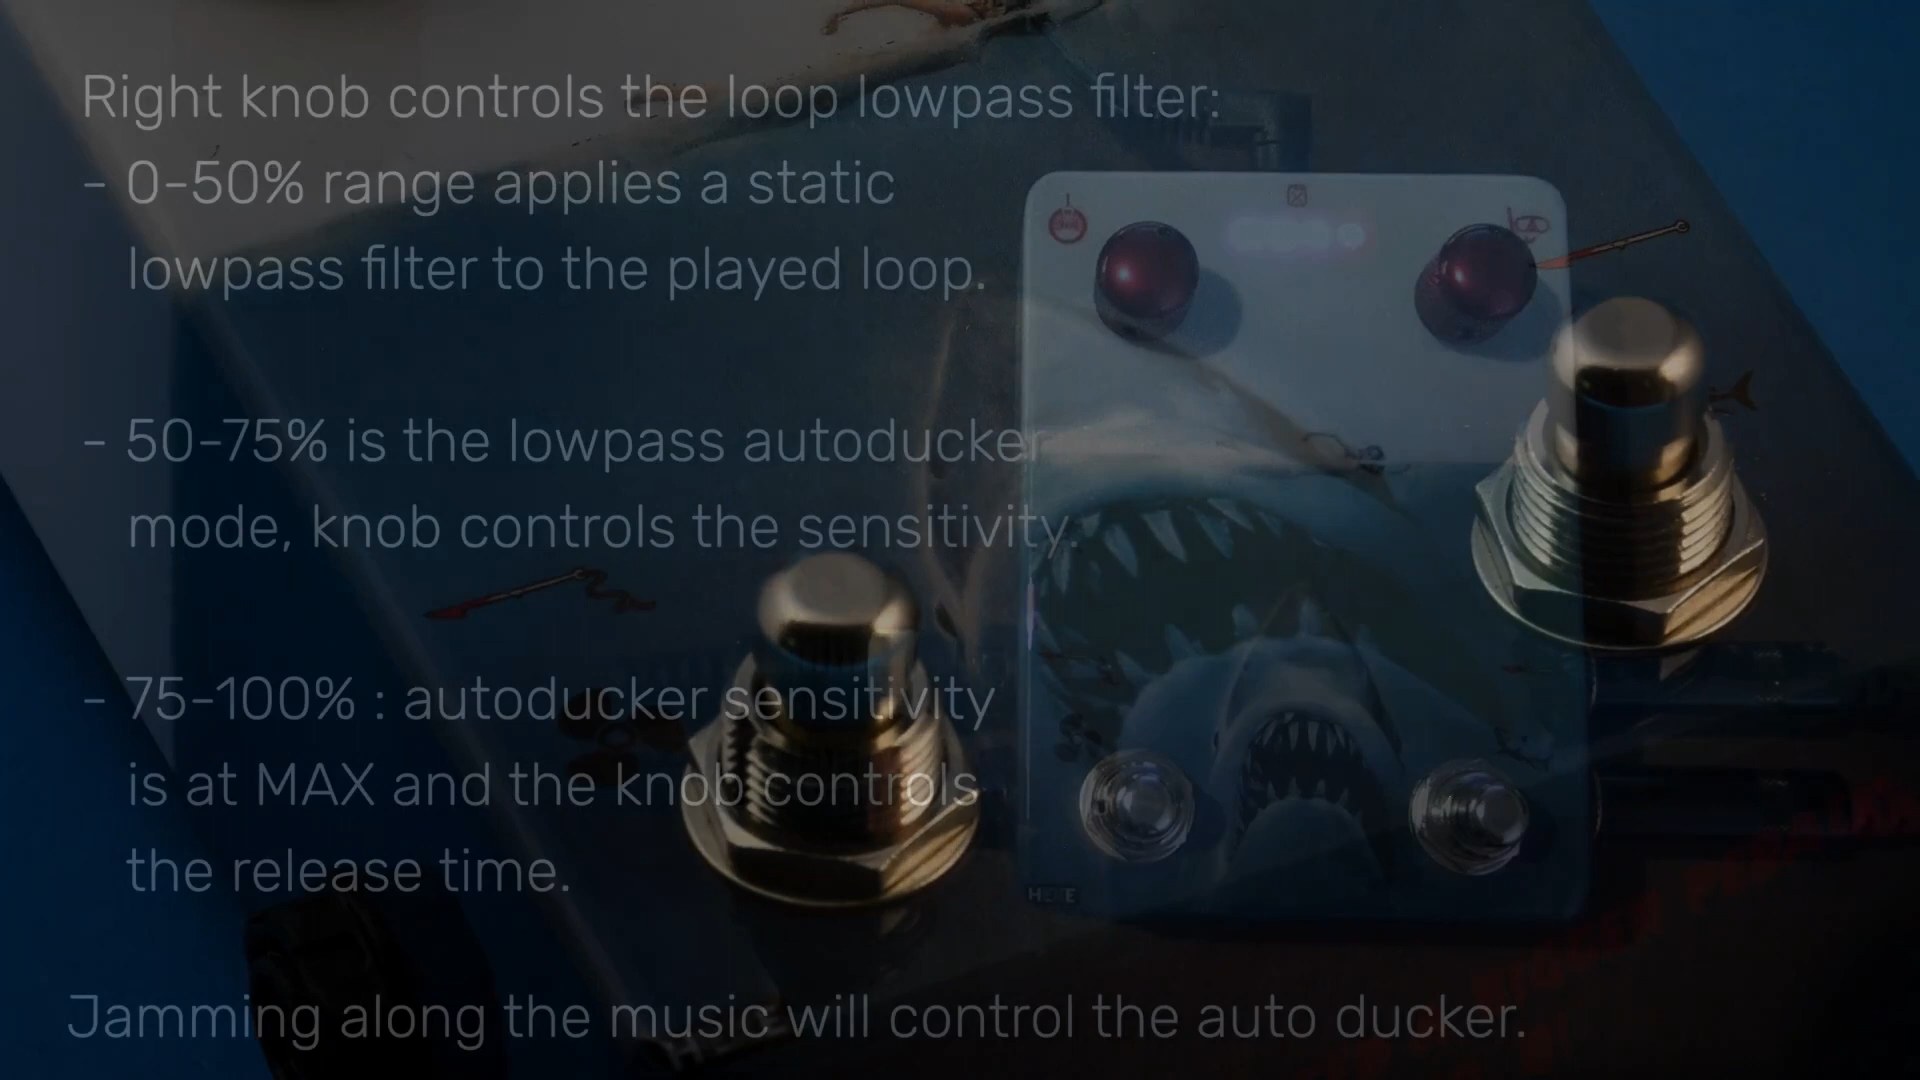 Right knob controls the loop lowpass filter:
- 0-50% range applies a static
lowpass filter to the played loop.
- 50-75% is the lowpass autoducker
mode, knob controls the sensitivity.
- 75-100% : autoducker sensitivity
is at MAX and the knob controls
the release time.
Jamming along the music will control the auto ducker.